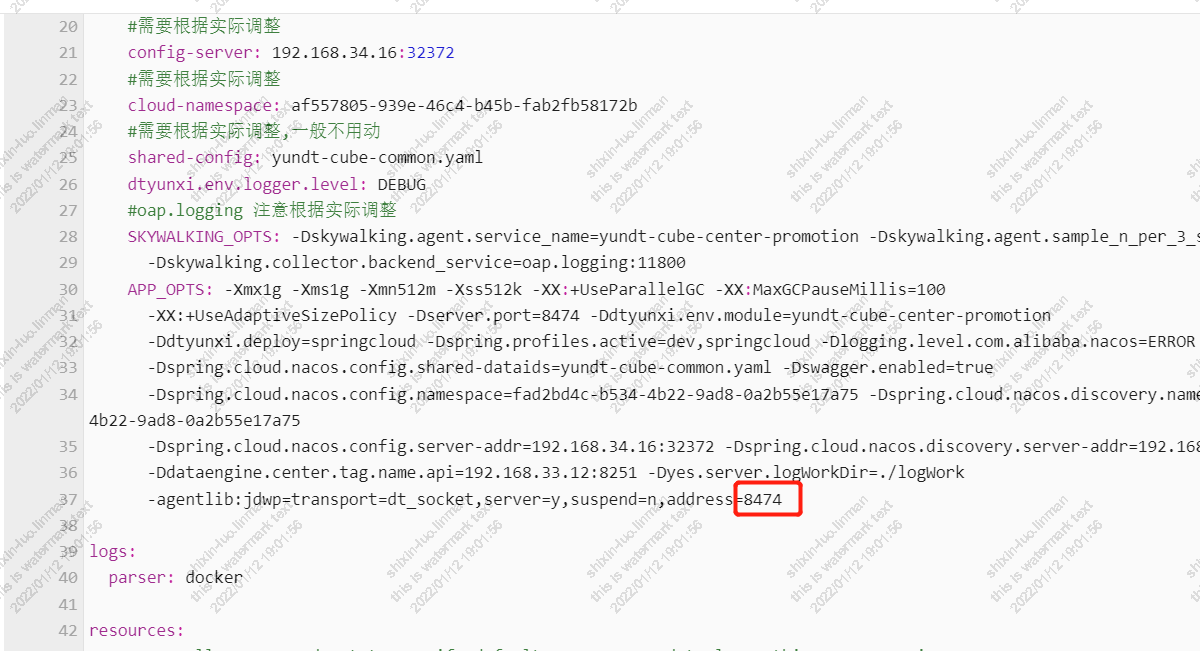 20 #需要根据实际调整
21 config-server: 192.168.34.16:32372
22 #需要根据实际调整
23 cloud-namespace: af557805-939e-46c4-b45b-fab2fb58172b
24 #需要根据实际调整,一般不用动
25 shared-config: yundt-cube-common.yaml
26 dtyunxi.env.logger.level: DEBUG
27 #oap.logging 注意根据实际调整
28 SKYWALKING_OPTS: -Dskywalking.agent.service_name=yundt-cube-center-promotion -Dskywalking.agent.sample_n_per_3_s
29 -Dskywalking.collector.backend_service=oap.logging:11800
30 APP_OPTS: -Xmx1g -Xms1g -Xmn512m -Xss512k -XX:+UseParallelGC -XX:MaxGCPauseMillis=100
31 -XX:+UseAdaptiveSizePolicy -Dserver.port=8474 -Ddtyunxi.env.module=yundt-cube-center-promotion
32 -Ddtyunxi.deploy=springcloud -Dspring.profiles.active=dev,springcloud -Dlogging.level.com.alibaba.nacos=ERROR
33 -Dspring.cloud.nacos.config.shared-dataids=yundt-cube-common.yaml -Dswagger.enabled=true
34 -Dspring.cloud.nacos.config.namespace=fad2bd4c-b534-4b22-9ad8-0a2b55e17a75 -Dspring.cloud.nacos.discovery.name
4b22-9ad8-0a2b55e17a75
35 -Dspring.cloud.nacos.config.server-addr=192.168.34.16:32372 -Dspring.cloud.nacos.discovery.server-addr=192.168
36 -Ddataengine.center.tag.name.api=192.168.33.12:8251 -Dyes.server.logWorkDir=./logWork
37 -agentlib:jdwp=transport=dt_socket,server=y,suspend=n,address=8474
38
39 logs:
40 parser: docker
41
42 resources:
shixin-luo.linman
this is watermark text
2022/01/12 19:01:56